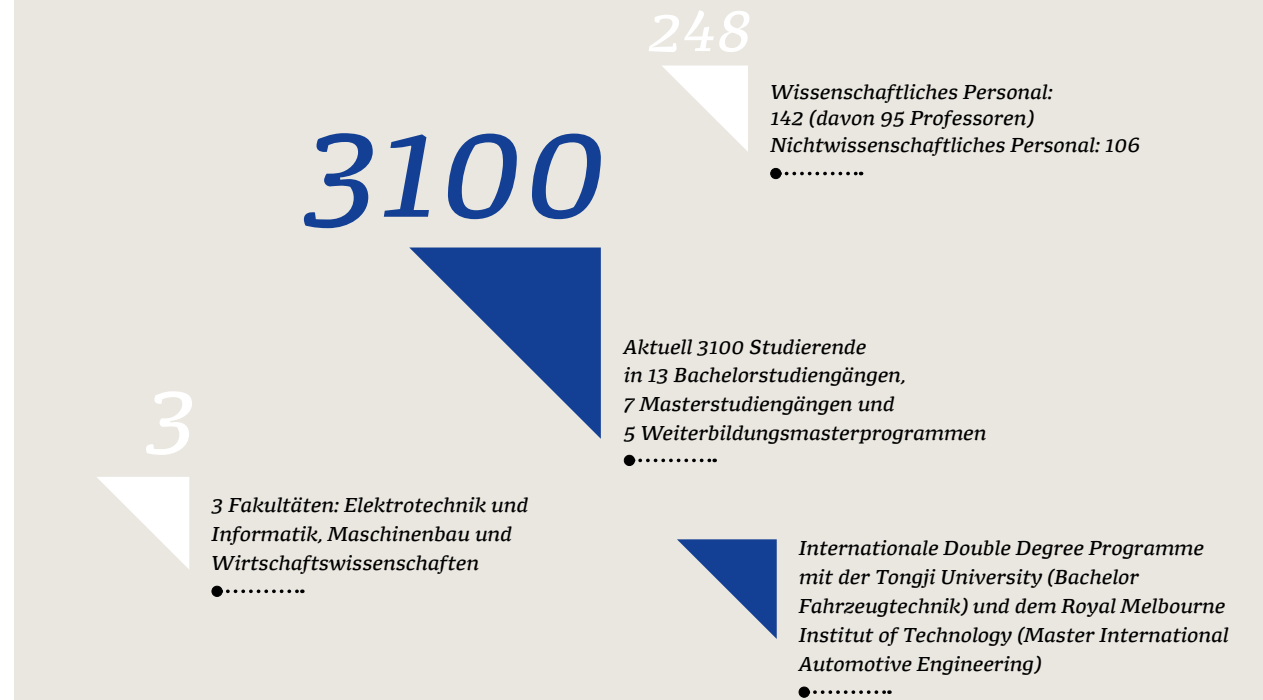 248
Wissenschaftliches Personal:
142 (davon 95 Professoren)
Nichtwissenschaftliches Personal: 106
3100
Aktuell 3100 Studierende
in 13 Bachelorstudiengängen,
7 Masterstudiengängen und
5 Weiterbildungsmasterprogrammen
3
3 Fakultäten: Elektrotechnik und
Informatik, Maschinenbau und
Wirtschaftswissenschaften
Internationale Double Degree Programme
mit der Tongji University (Bachelor
Fahrzeugtechnik) und dem Royal Melbourne
Institut of Technology (Master International
Automotive Engineering)